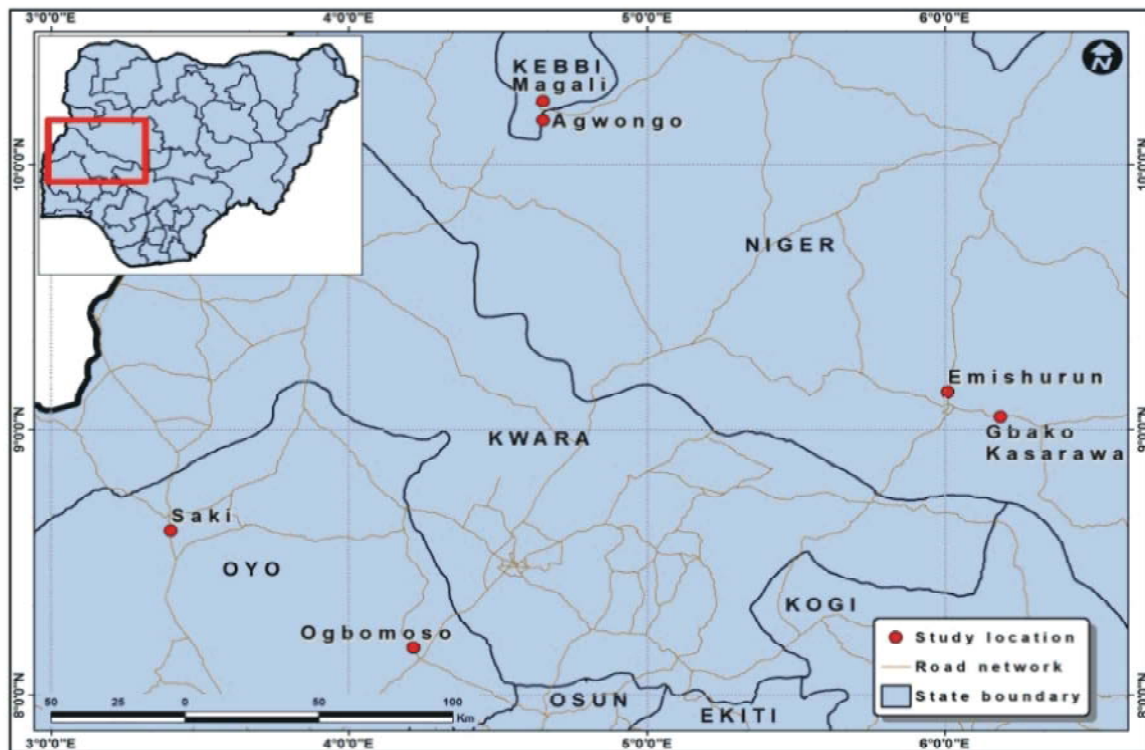 3°0'0"E
4°0'0"E
5°0'0"E
6°0'0"E
N
KEBBI
Magali
Agwongo
10°0'0"N
10°0'0"N
NIGER
Emishurun
9°0'0"N
KWARA
Gbako
Kasarawa
9°0'0"N
Saki
OYO
KOGI
Ogbomoso
Study location
Road network
State boundary
8°0'0"N
50 25 0 50 100
Km
OSUN
EKITI
8°0'0"N
3°0'0"E
4°0'0"E
5°0'0"E
6°0'0"E